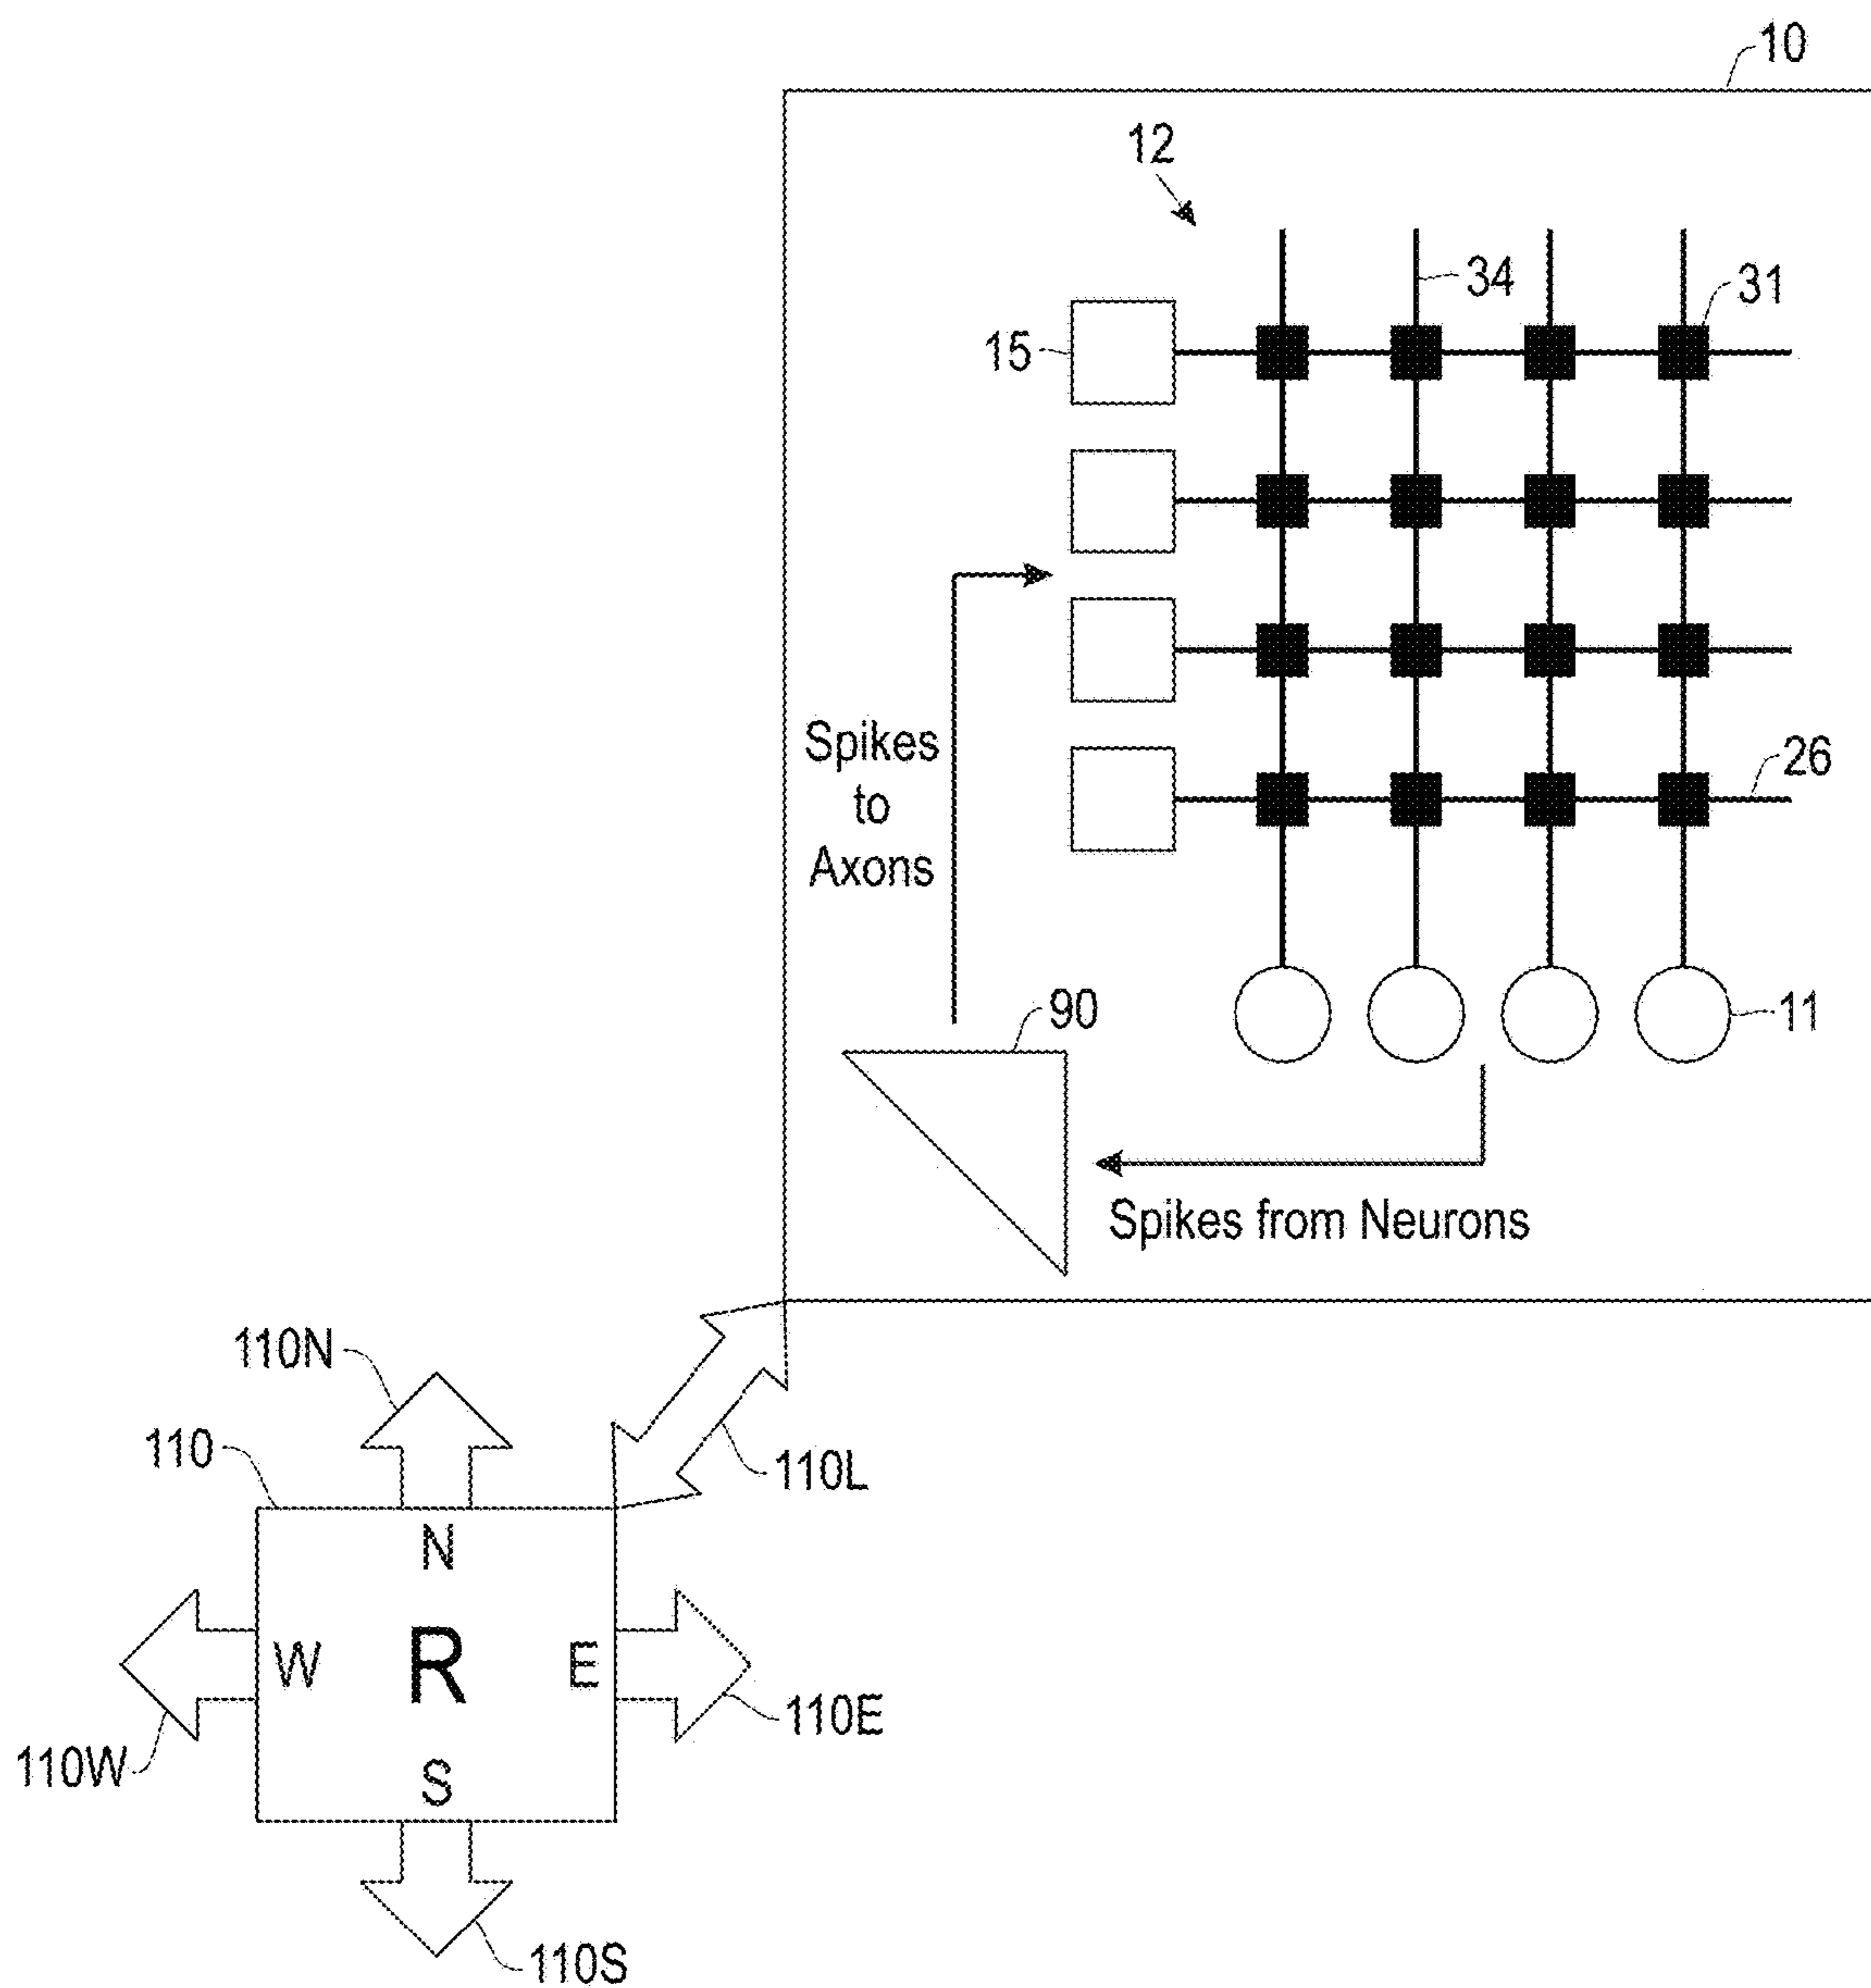 10
12
34
31
15
Spikes
to
Axons
26
90
11
Spikes from Neurons
110N
110
110L
N
W
R
E
110E
110W
S
110S